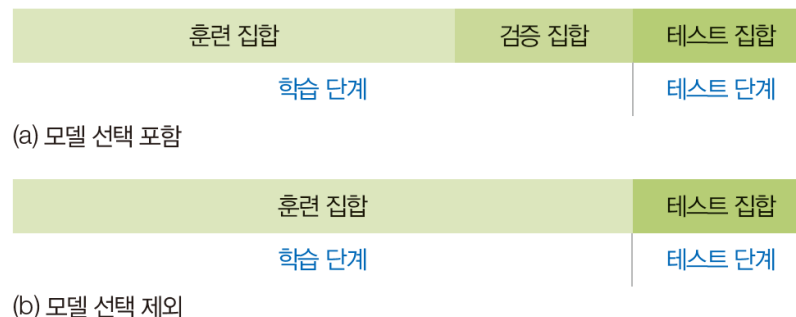 훈련 집합 검증 집합 테스트 집합
학습 단계 테스트 단계
(a) 모델 선택 포함
훈련 집합 테스트 집합
학습 단계 테스트 단계
(b) 모델 선택 제외